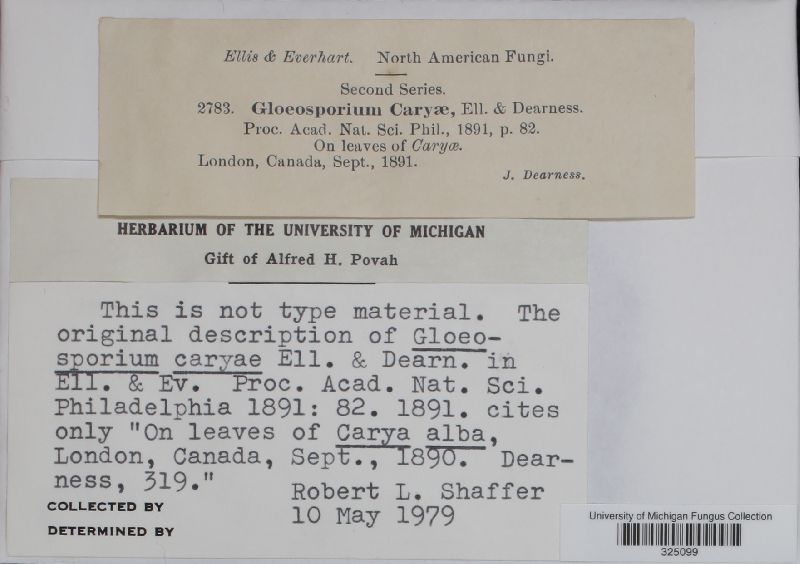 Ellis & Everhart. North American Fungi.
Second Series.
2783. Gloeosporium Caryæ, Ell. & Dearness.
Proc. Acad. Nat. Sci. Phil., 1891, p. 82.
On leaves of Caryæ.
London, Canada, Sept., 1891.
J. Dearness.
HERBARIUM OF THE UNIVERSITY OF MICHIGAN
Gift of Alfred H. Povah
This is not type material. The
original description of Gloeo-
sporium caryae Ell. & Dearn. in
Ell. & Ev. Proc. Acad. Nat. Sci.
Philadelphia 1891: 82. 1891. cites
only "On leaves of Carya alba,
London, Canada, Sept., 1890. Dear-
ness, 319."
Robert L. Shaffer
COLLECTED BY
10 May 1979
DETERMINED BY
University of Michigan Fungus Collection
325099